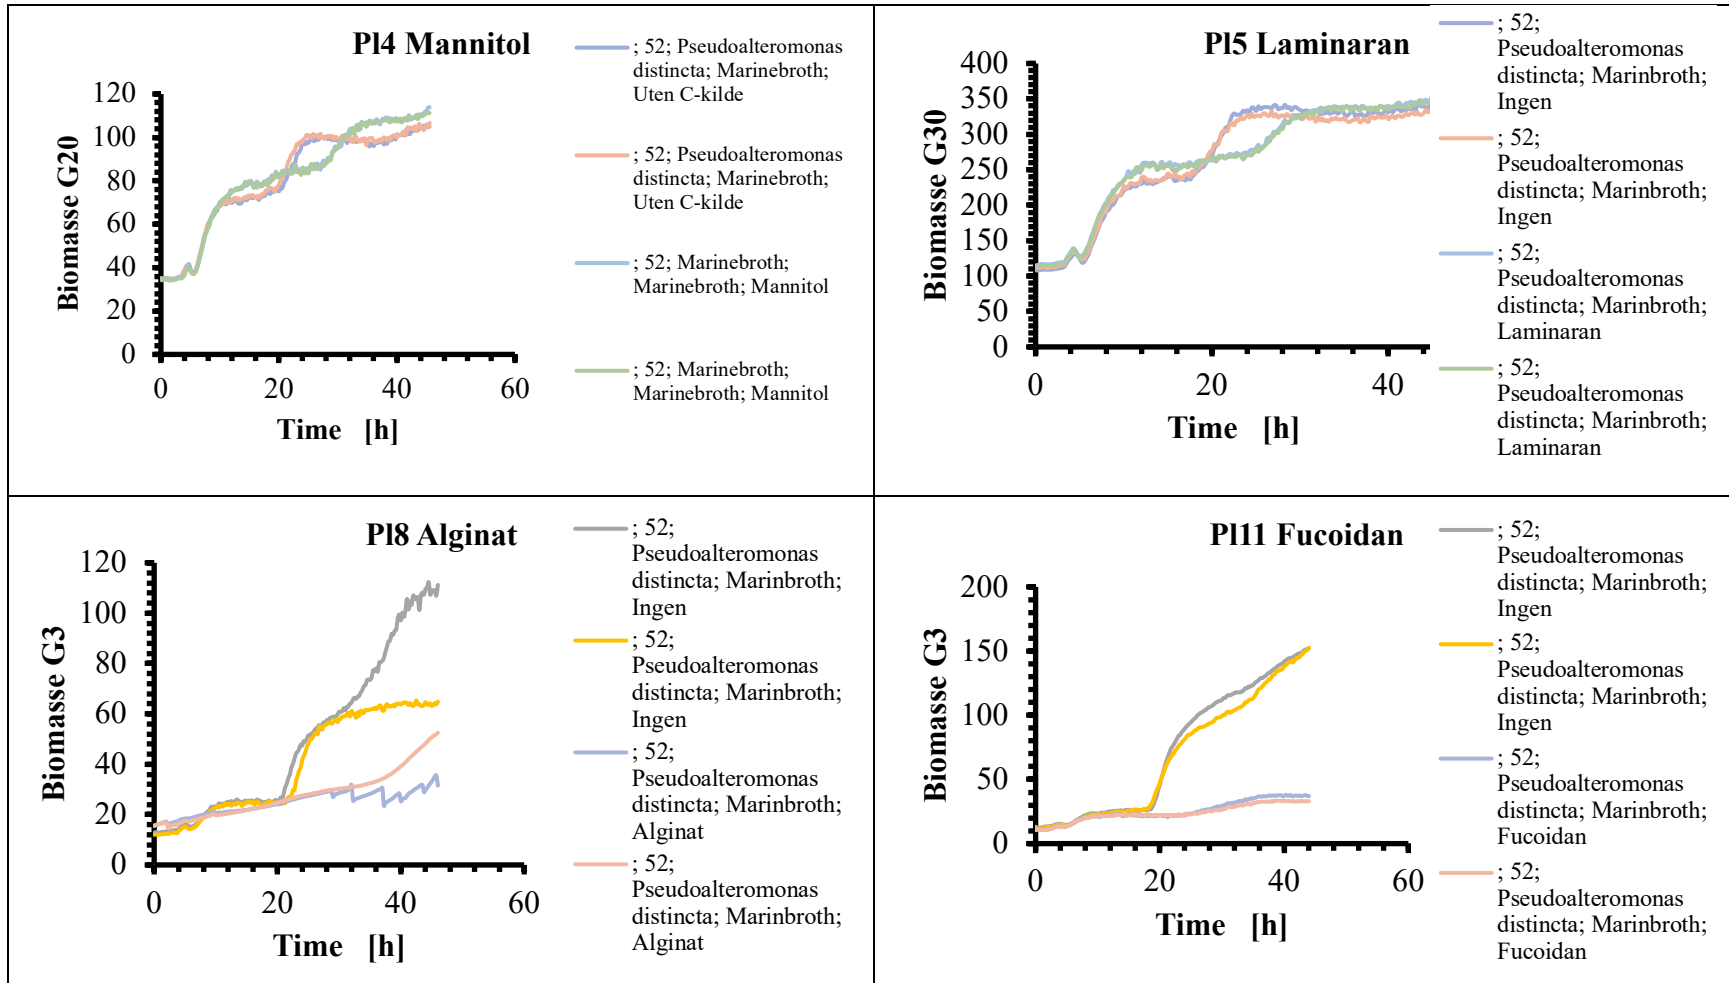 Pl4 Mannitol
Biomasse G20
120
100
80
60
40
20
0
0 20 40 60
Time [h]
; 52; Pseudoalteromonas
distincta; Marinebroth;
Uten C-kilde
; 52; Pseudoalteromonas
distincta; Marinebroth;
Uten C-kilde
; 52; Marinebroth;
Marinebroth; Mannitol
; 52; Marinebroth;
Marinebroth; Mannitol
Pl5 Laminaran
Biomasse G30
400
350
300
250
200
150
100
50
0
0 20 40
Time [h]
; 52;
Pseudoalteromonas
distincta; Marinbroth;
Ingen
; 52;
Pseudoalteromonas
distincta; Marinbroth;
Ingen
; 52;
Pseudoalteromonas
distincta; Marinbroth;
Laminaran
; 52;
Pseudoalteromonas
distincta; Marinbroth;
Laminaran
Pl8 Alginat
Biomasse G3
120
100
80
60
40
20
0
0 20 40 60
Time [h]
; 52;
Pseudoalteromonas
distincta; Marinbroth;
Ingen
; 52;
Pseudoalteromonas
distincta; Marinbroth;
Ingen
; 52;
Pseudoalteromonas
distincta; Marinbroth;
Alginat
; 52;
Pseudoalteromonas
distincta; Marinbroth;
Alginat
Pl11 Fucoidan
Biomasse G3
200
150
100
50
0
0 20 40 60
Time [h]
; 52;
Pseudoalteromonas
distincta; Marinbroth;
Ingen
; 52;
Pseudoalteromonas
distincta; Marinbroth;
Ingen
; 52;
Pseudoalteromonas
distincta; Marinbroth;
Fucoidan
; 52;
Pseudoalteromonas
distincta; Marinbroth;
Fucoidan